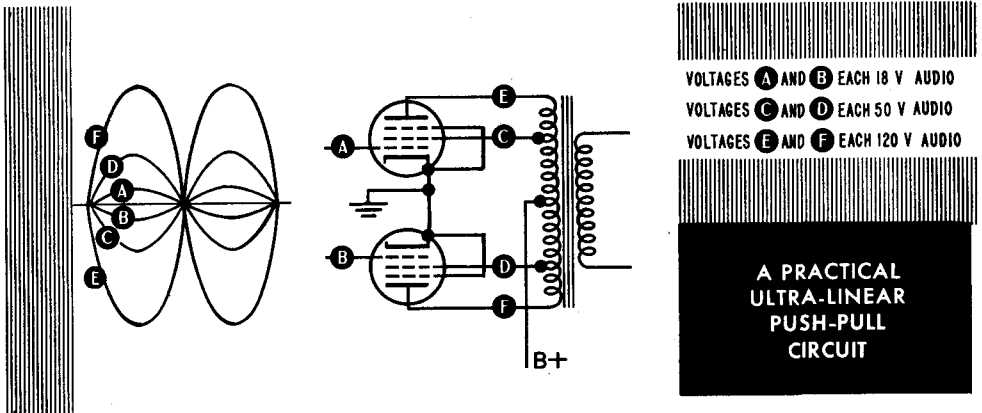 F
D
A
B
C
E
A
B
E
C
D
F
B+
VOLTAGES A AND B EACH 18 V AUDIO
VOLTAGES C AND D EACH 50 V AUDIO
VOLTAGES E AND F EACH 120 V AUDIO
A PRACTICAL
ULTRA-LINEAR
PUSH-PULL
CIRCUIT